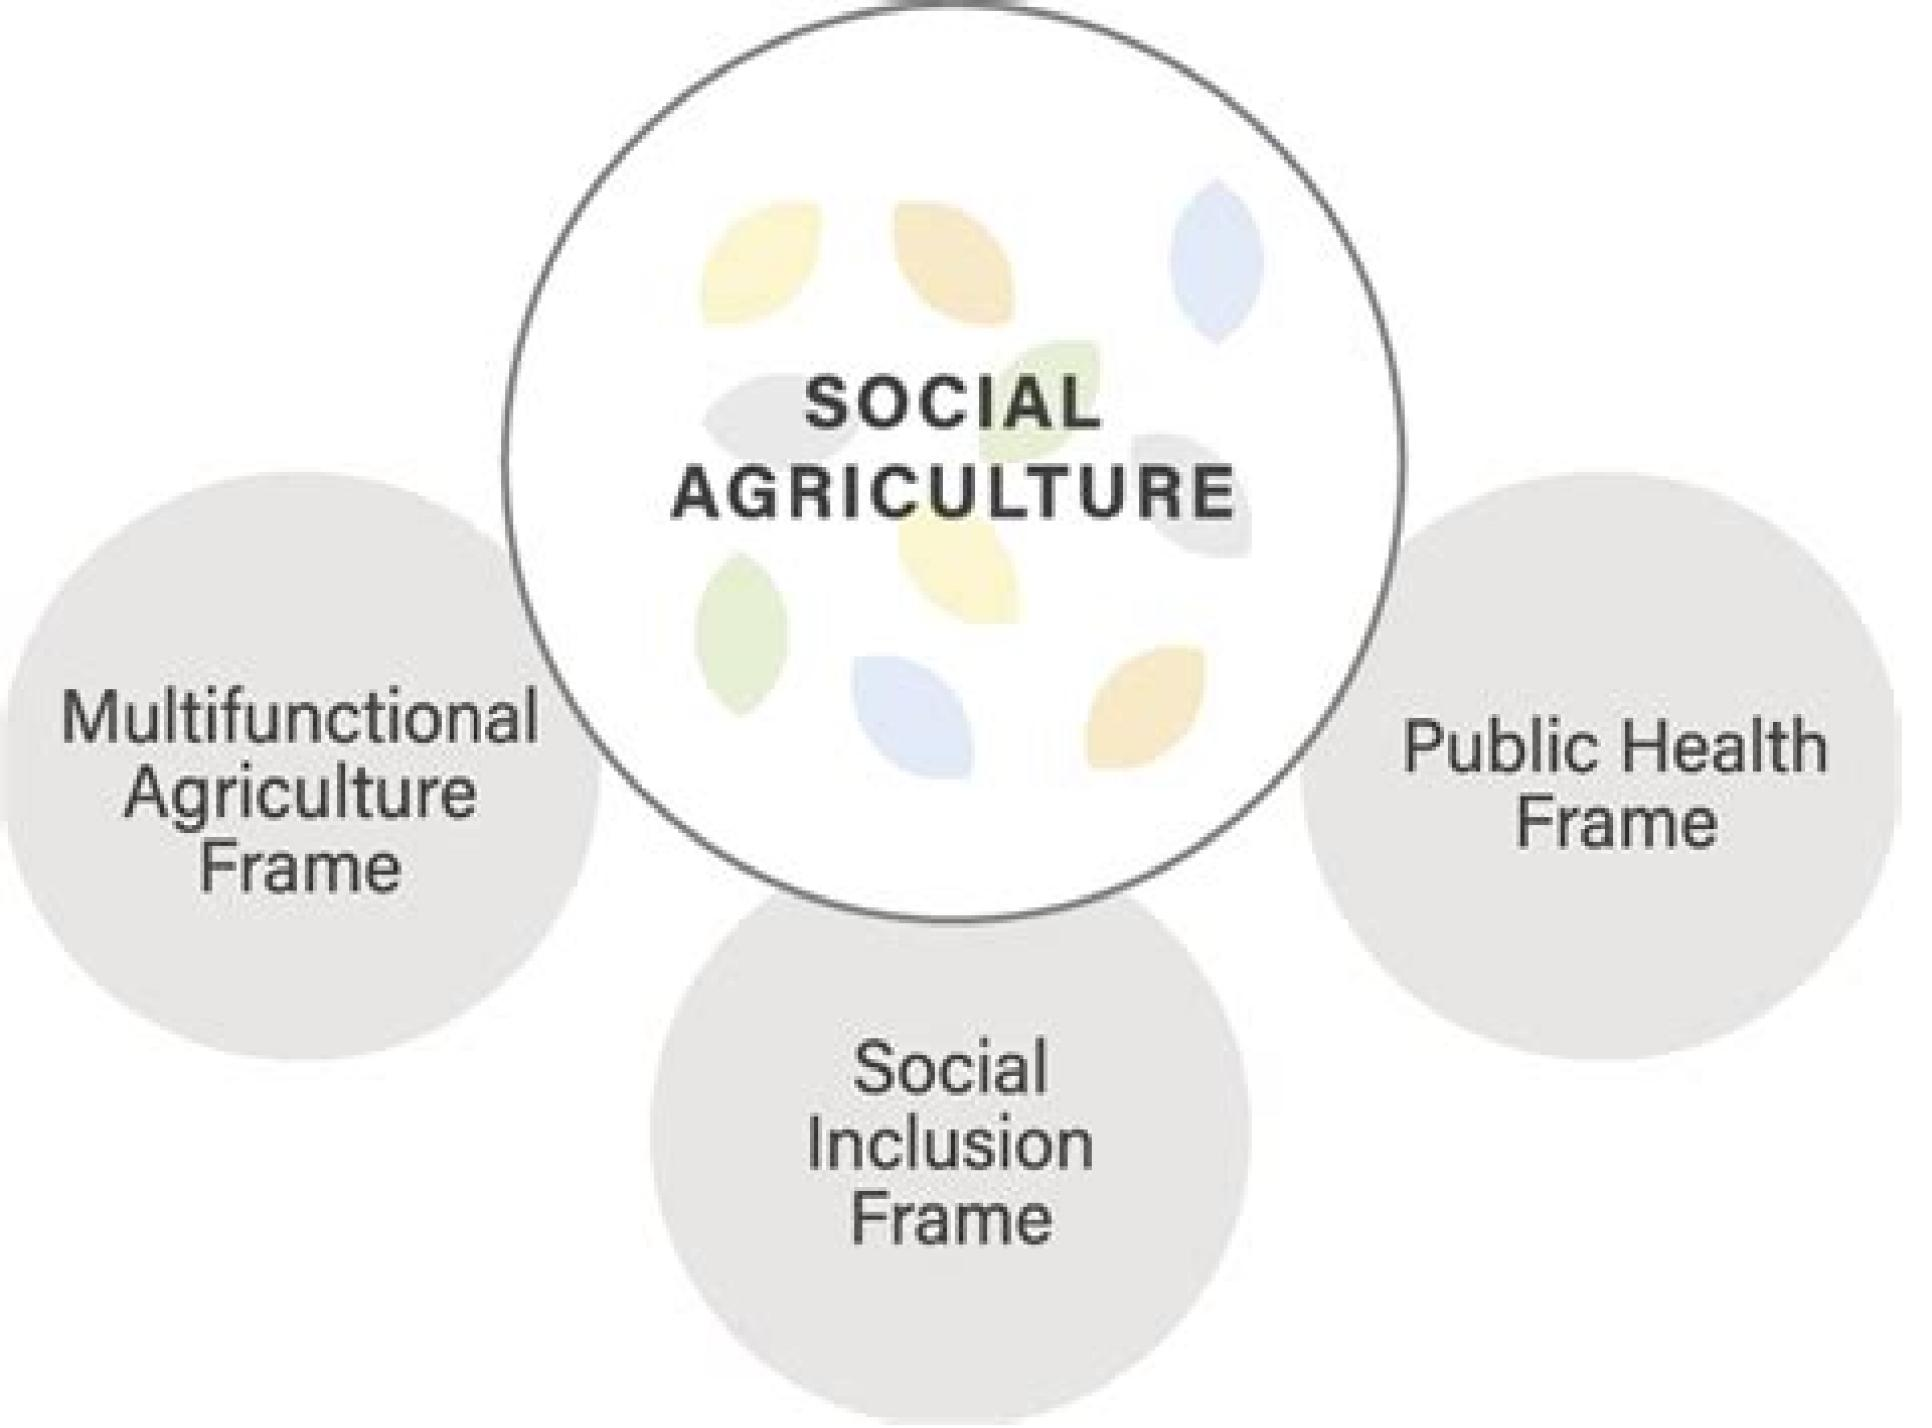 SOCIAL
AGRICULTURE
Multifunctional
Agriculture
Frame
Public Health
Frame
Social
Inclusion
Frame